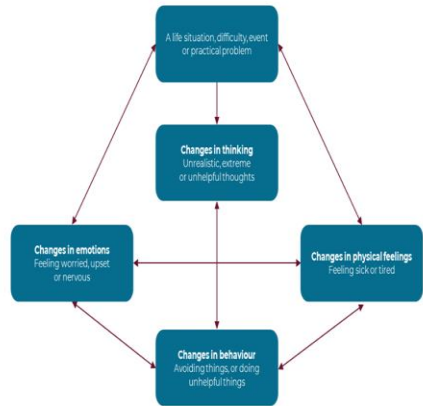 A life situation, difficulty, event
or practical problem
Changes in thinking
Unrealistic, extreme
or unhelpful thoughts
Changes in emotions
Feeling worried, upset
or nervous
Changes in physical feelings
Feeling sick or tired
Changes in behaviour
Avoiding things, or doing
unhelpful things